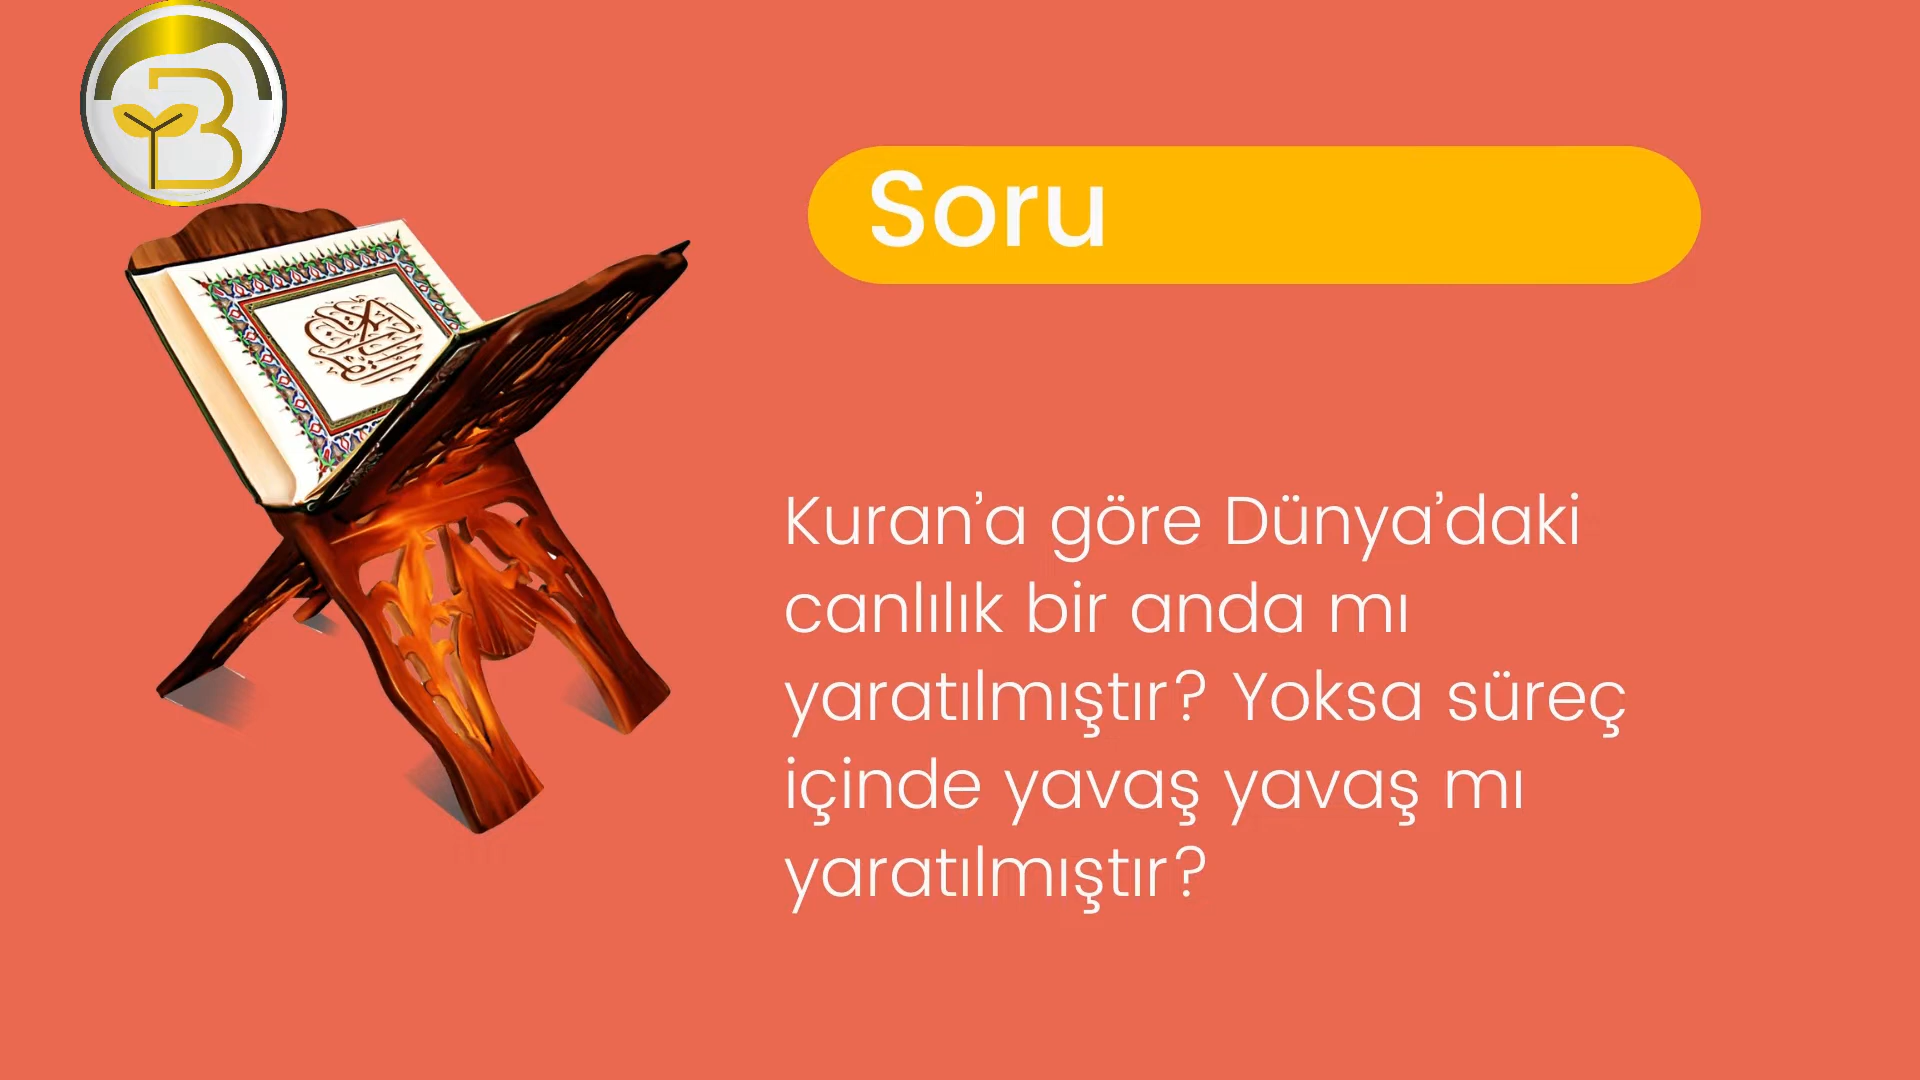 B
Soru
Kuran’a göre Dünya’daki
canlılık bir anda mı
yaratılmıştır? Yoksa süreç
içinde yavaş yavaş mı
yaratılmıştır?